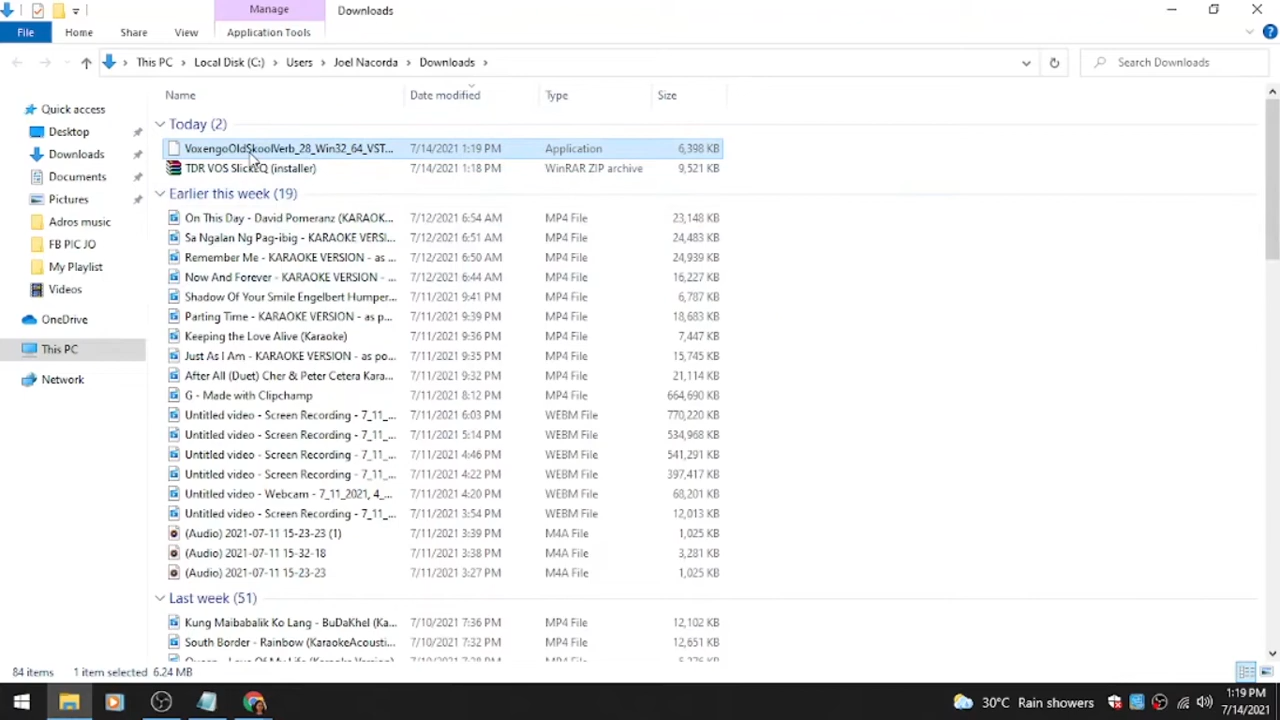 Manage
Downloads
File
Home
Share
View
Application Tools
This PC > Local Disk (C:) > Users > Joel Nacorda > Downloads >
Search Downloads
Name
Date modified
Type
Size
Quick access
Desktop
Downloads
Documents
Pictures
Adros music
FB PIC JO
My Playlist
Videos
OneDrive
This PC
Network
Today (2)
VoxengoOldSkoolVerb_28_Win32_64_VST... 7/14/2021 1:19 PM Application 6,398 KB
TDR VOS SlickEQ (installer) 7/14/2021 1:18 PM WinRAR ZIP archive 9,521 KB
Earlier this week (19)
On This Day - David Pomeranz (KARAOK... 7/12/2021 6:54 AM MP4 File 23,148 KB
Sa Ngalan Ng Pag-ibig - KARAOKE VERSI... 7/12/2021 6:51 AM MP4 File 24,483 KB
Remember Me - KARAOKE VERSION - as ... 7/12/2021 6:50 AM MP4 File 24,939 KB
Now And Forever - KARAOKE VERSION - ... 7/12/2021 6:44 AM MP4 File 16,227 KB
Shadow Of Your Smile Engelbert Humper... 7/11/2021 9:41 PM MP4 File 6,787 KB
Parting Time - KARAOKE VERSION - as p... 7/11/2021 9:39 PM MP4 File 18,683 KB
Keeping the Love Alive (Karaoke) 7/11/2021 9:36 PM MP4 File 7,447 KB
Just As I Am - KARAOKE VERSION - as po... 7/11/2021 9:35 PM MP4 File 15,745 KB
After All (Duet) Cher & Peter Cetera Kara... 7/11/2021 9:32 PM MP4 File 21,114 KB
G - Made with Clipchamp 7/11/2021 8:12 PM MP4 File 664,690 KB
Untitled video - Screen Recording - 7_11_... 7/11/2021 6:03 PM WEBM File 770,220 KB
Untitled video - Screen Recording - 7_11_... 7/11/2021 5:14 PM WEBM File 534,968 KB
Untitled video - Screen Recording - 7_11_... 7/11/2021 4:46 PM WEBM File 541,291 KB
Untitled video - Screen Recording - 7_11_... 7/11/2021 4:22 PM WEBM File 397,417 KB
Untitled video - Webcam - 7_11_2021, 4_... 7/11/2021 4:20 PM WEBM File 68,201 KB
Untitled video - Screen Recording - 7_11_... 7/11/2021 3:54 PM WEBM File 12,013 KB
(Audio) 2021-07-11 15-23-23 (1) 7/11/2021 3:39 PM M4A File 1,025 KB
(Audio) 2021-07-11 15-32-18 7/11/2021 3:38 PM M4A File 3,281 KB
(Audio) 2021-07-11 15-23-23 7/11/2021 3:27 PM M4A File 1,025 KB
Last week (51)
Kung Maibabalik Ko Lang - BuDaKhel (Ka... 7/10/2021 7:36 PM MP4 File 12,102 KB
South Border - Rainbow (KaraokeAcousti... 7/10/2021 7:32 PM MP4 File 12,651 KB
84 items 1 item selected 6.24 MB
30°C Rain showers
1:19 PM
7/14/2021